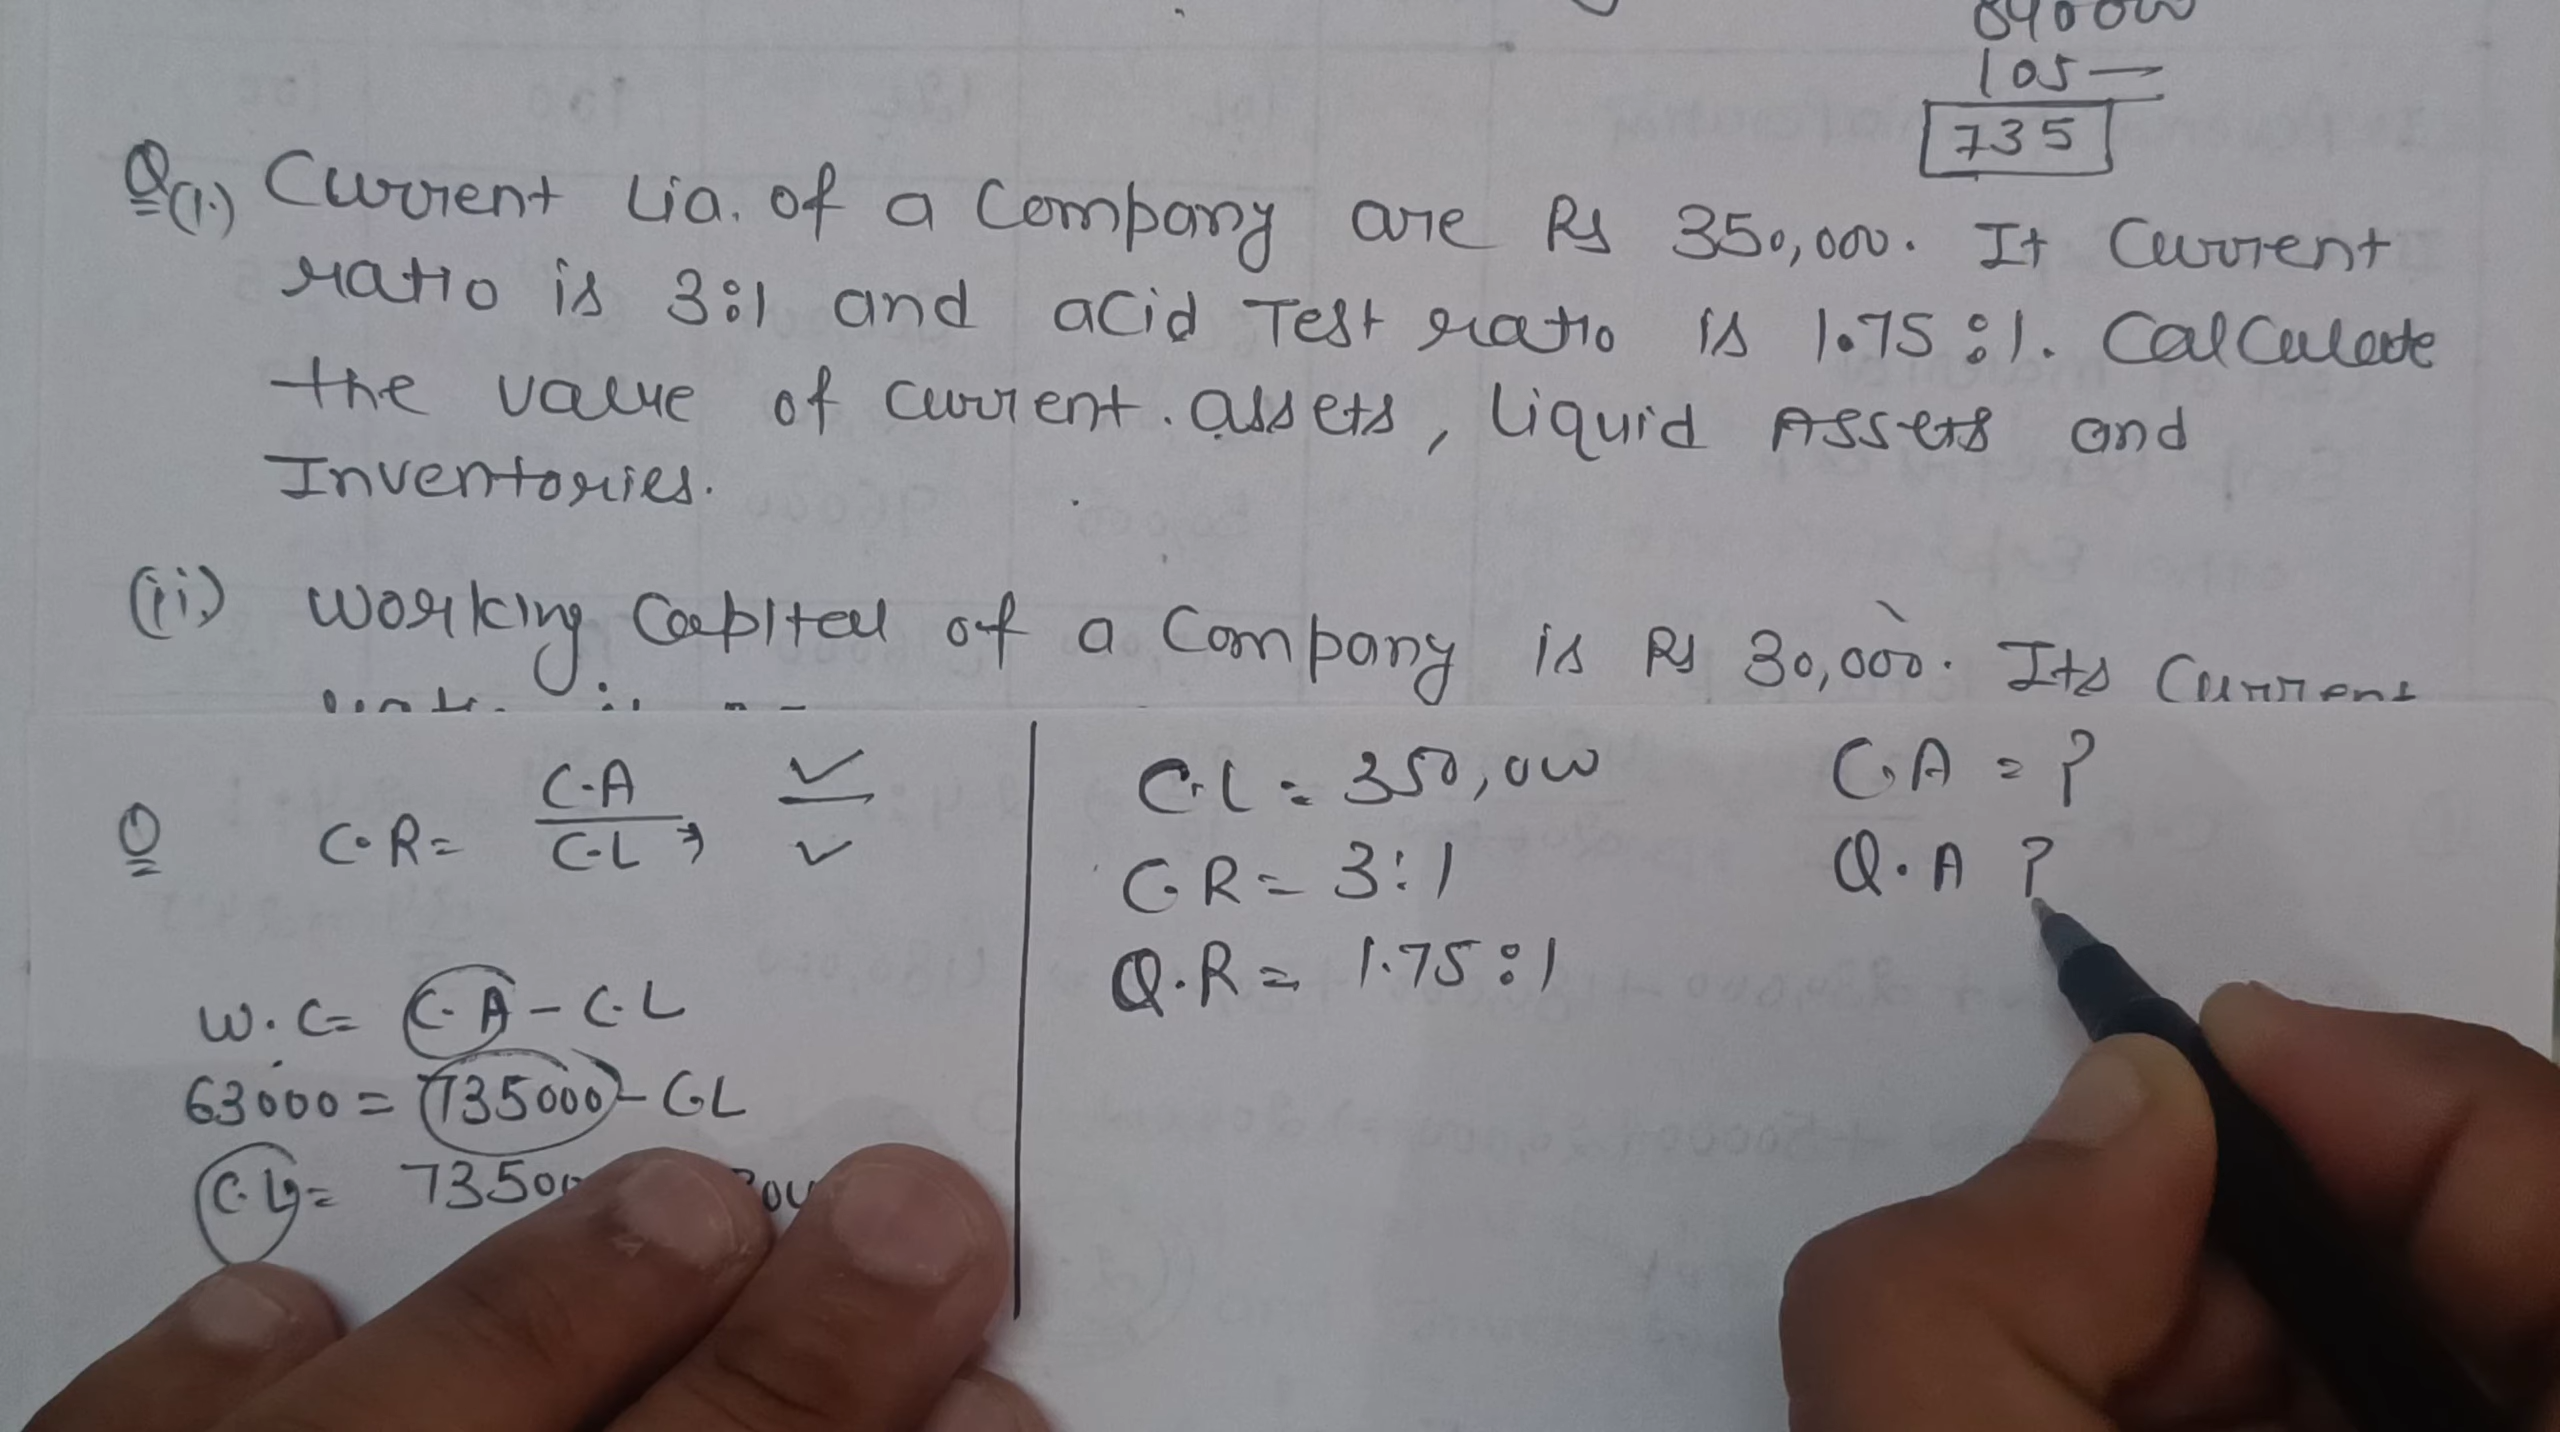 105
735
Q(1.) Current Lia. of a Company are Rs 350,000. It Current
ratio is 3:1 and acid Test ratio is 1.75:1. Calculate
the value of current. assets, liquid Assets and
Inventories.
(ii) Working Capital of a Company is Rs 30,000. Its Current
Q C.R = C.A / C.L
W.C = C.A - C.L
63000 = 735000 - C.L
C.L =
C.L = 350,000
C.R = 3:1
Q.R = 1.75:1
C.A = ?
Q.A ?